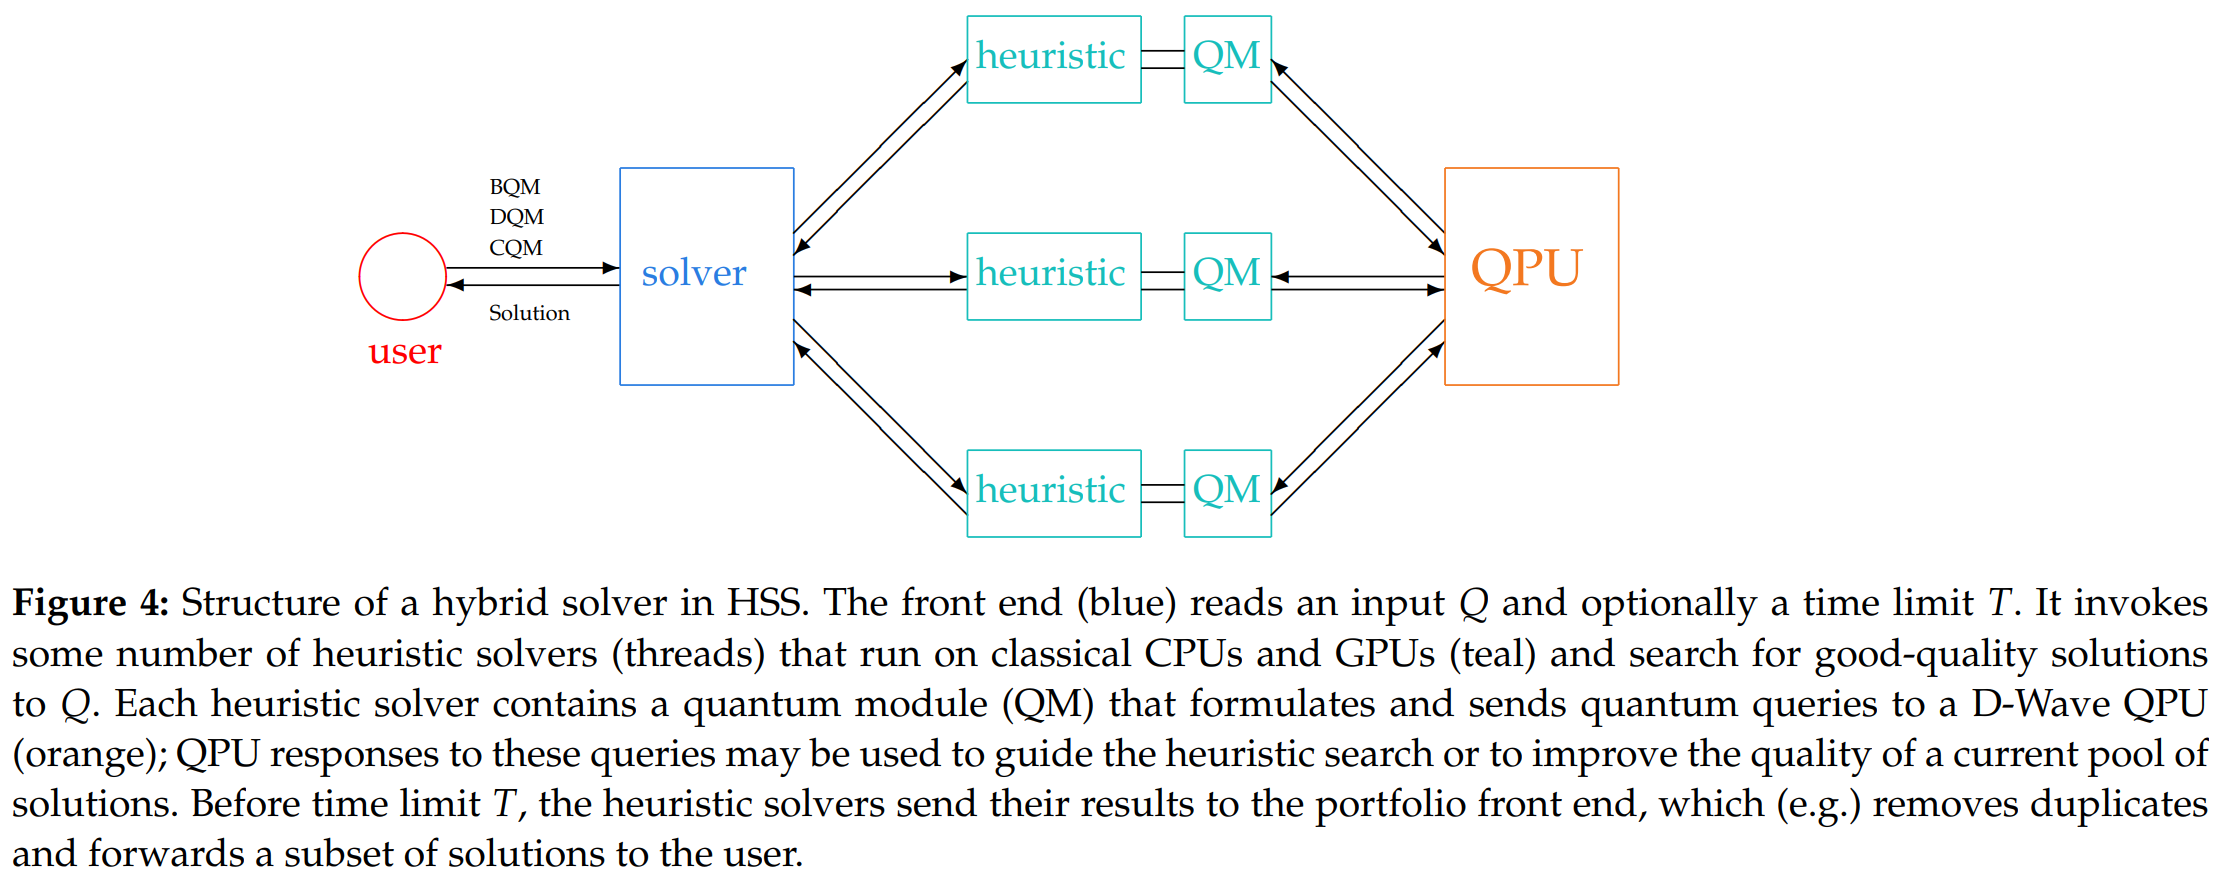 heuristic
QM
BQM
DQM
CQM
Solution
user
solver
heuristic
QM
QPU
heuristic
QM
Figure 4: Structure of a hybrid solver in HSS. The front end (blue) reads an input Q and optionally a time limit T. It invokes
some number of heuristic solvers (threads) that run on classical CPUs and GPUs (teal) and search for good-quality solutions
to Q. Each heuristic solver contains a quantum module (QM) that formulates and sends quantum queries to a D-Wave QPU
(orange); QPU responses to these queries may be used to guide the heuristic search or to improve the quality of a current pool of
solutions. Before time limit T, the heuristic solvers send their results to the portfolio front end, which (e.g.) removes duplicates
and forwards a subset of solutions to the user.